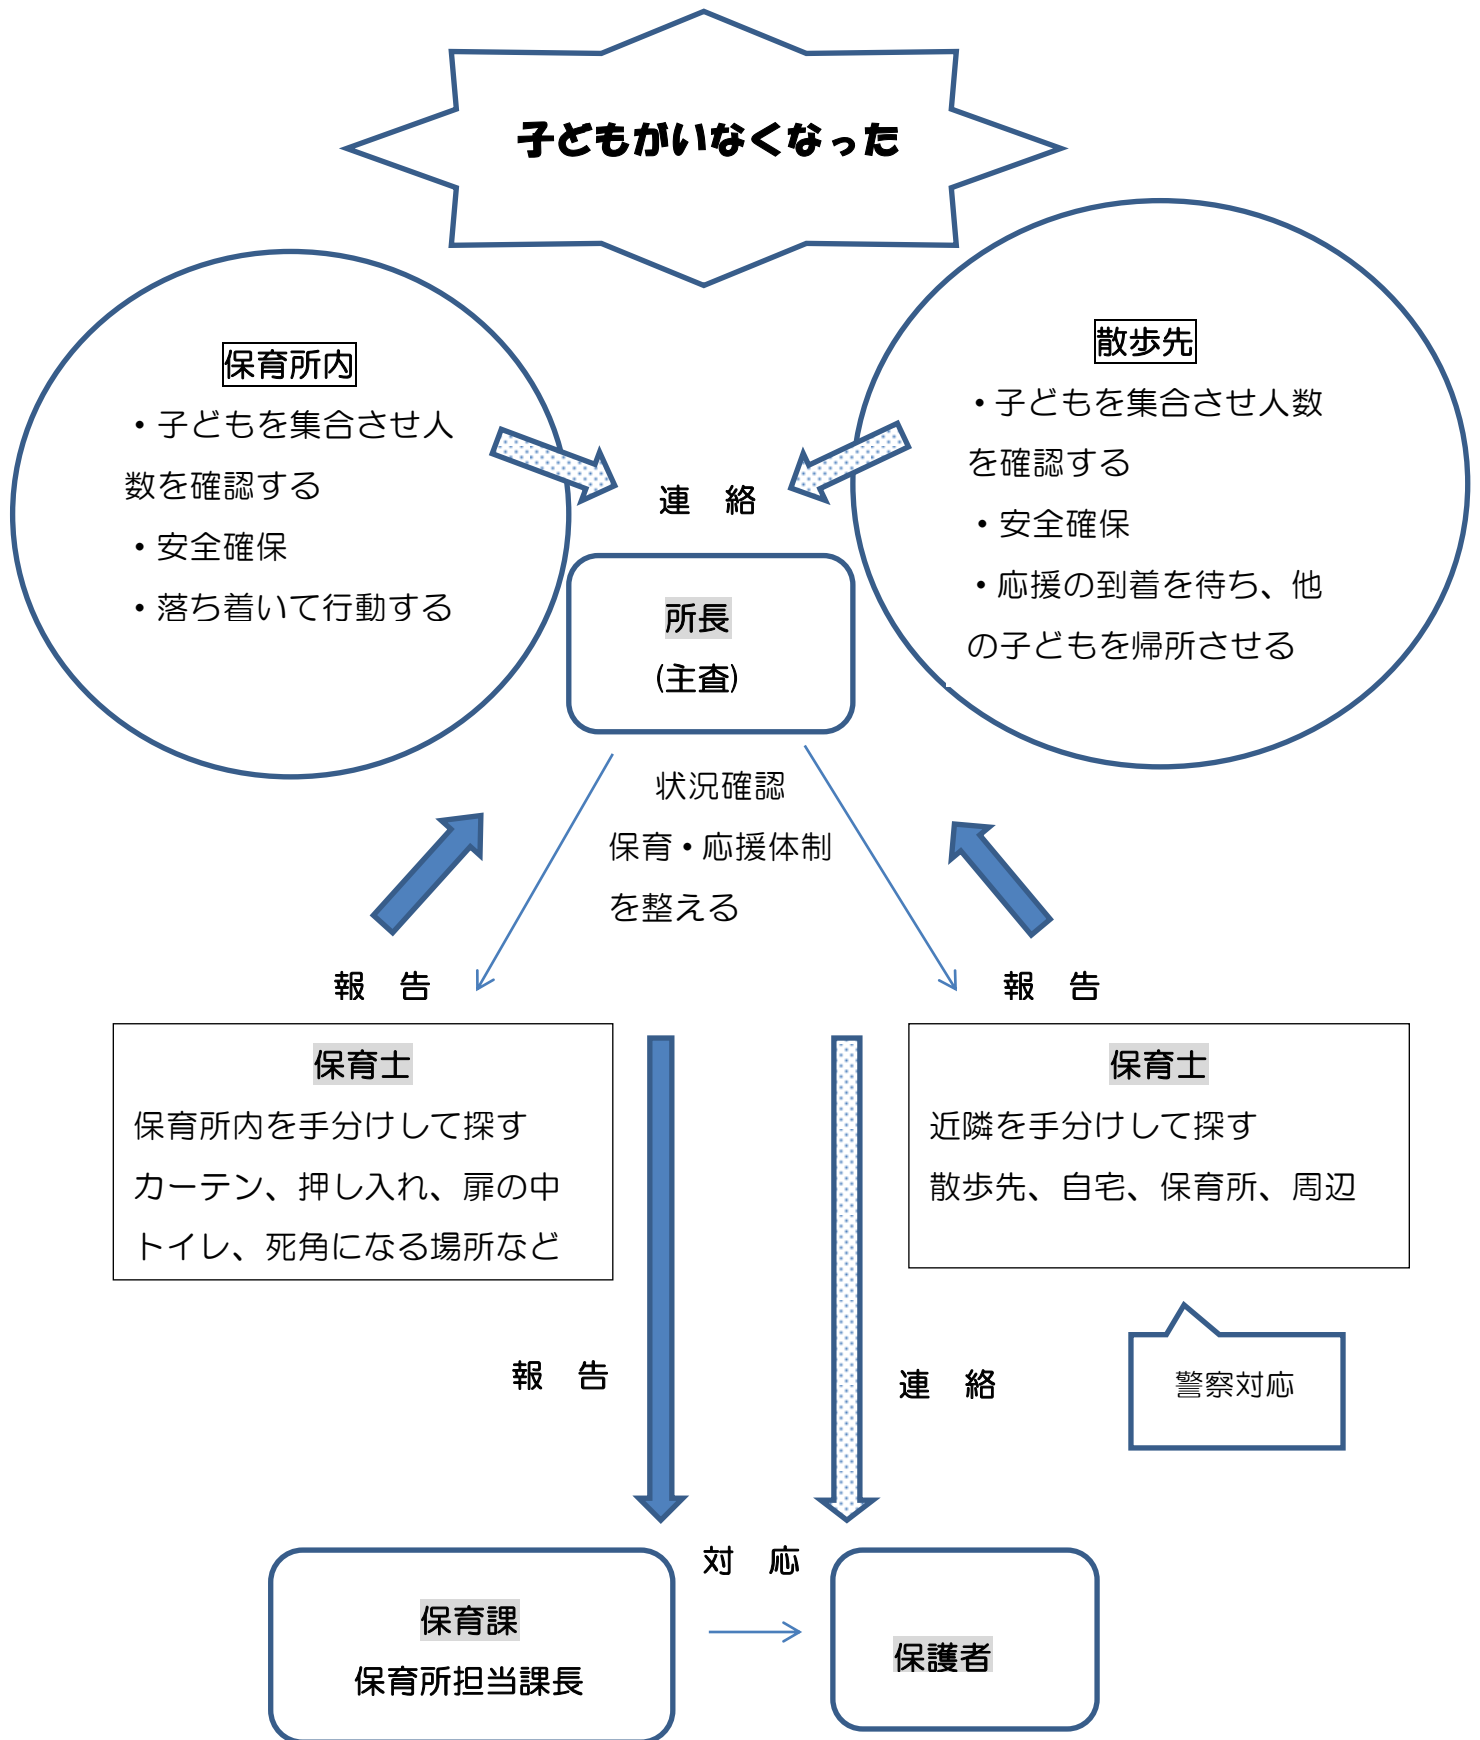 子どもがいなくなった
保育所内
・子どもを集合させ人
数を確認する
・安全確保
・落ち着いて行動する
散歩先
・子どもを集合させ人数
を確認する
・安全確保
・応援の到着を待ち、他
の子どもを帰所させる
連　絡
所長
(主査)
状況確認
保育・応援体制
を整える
報　告
報　告
保育士
保育所内を手分けして探す
カーテン、押し入れ、扉の中
トイレ、死角になる場所など
保育士
近隣を手分けして探す
散歩先、自宅、保育所、周辺
報　告
連　絡
警察対応
対　応
保育課
保育所担当課長
保護者